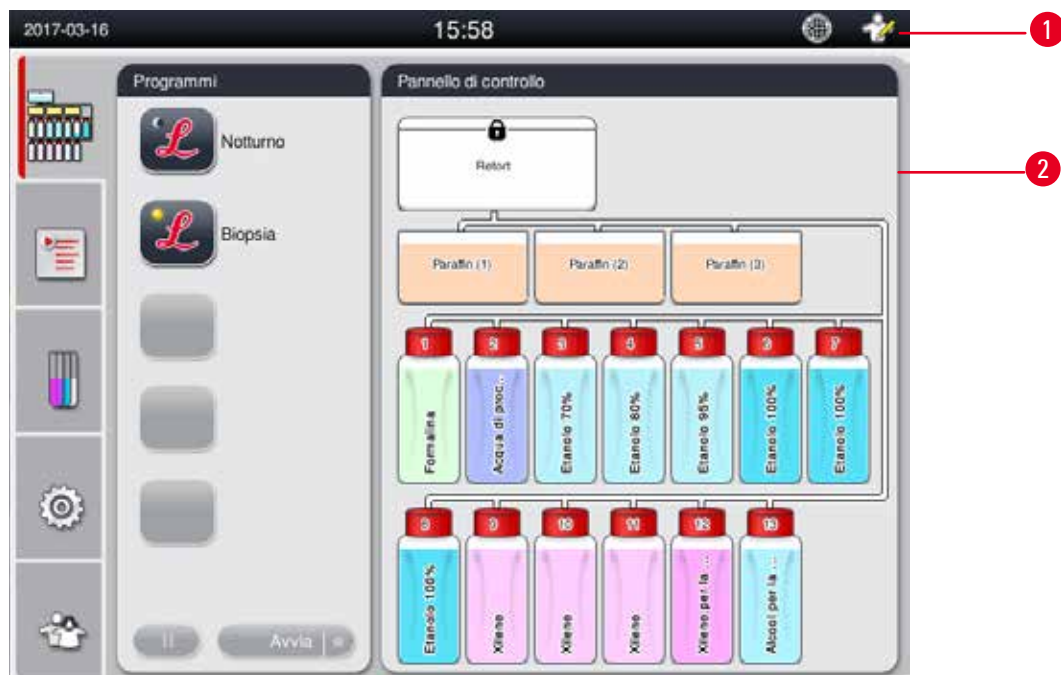 2017-03-16
15:58
1
Programmi
Pannello di controllo
Notturno
Retort
2
Biopsia
Paraffin (1)
Paraffin (2)
Paraffin (3)
1
2
3
4
5
6
7
Formalina
Acqua di proc...
Etanolo 70%
Etanolo 80%
Etanolo 95%
Etanolo 100%
Etanolo 100%
8
9
10
11
12
13
Etanolo 100%
Xilene
Xilene
Xilene
Xilene per la ...
Alcool per la ...
Avvia